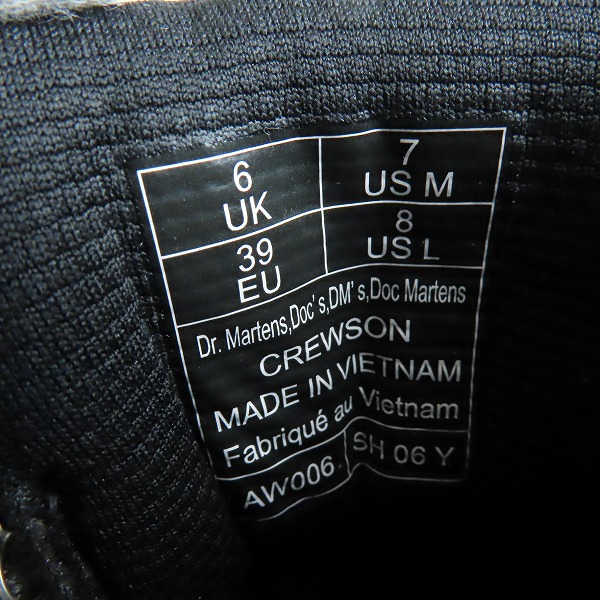 6
UK
7
US M
39
EU
8
US L
Dr. Martens,Doc's,DM's,Doc Martens
CREWSON
MADE IN VIETNAM
Fabriqué au Vietnam
AW006
SH 06 Y